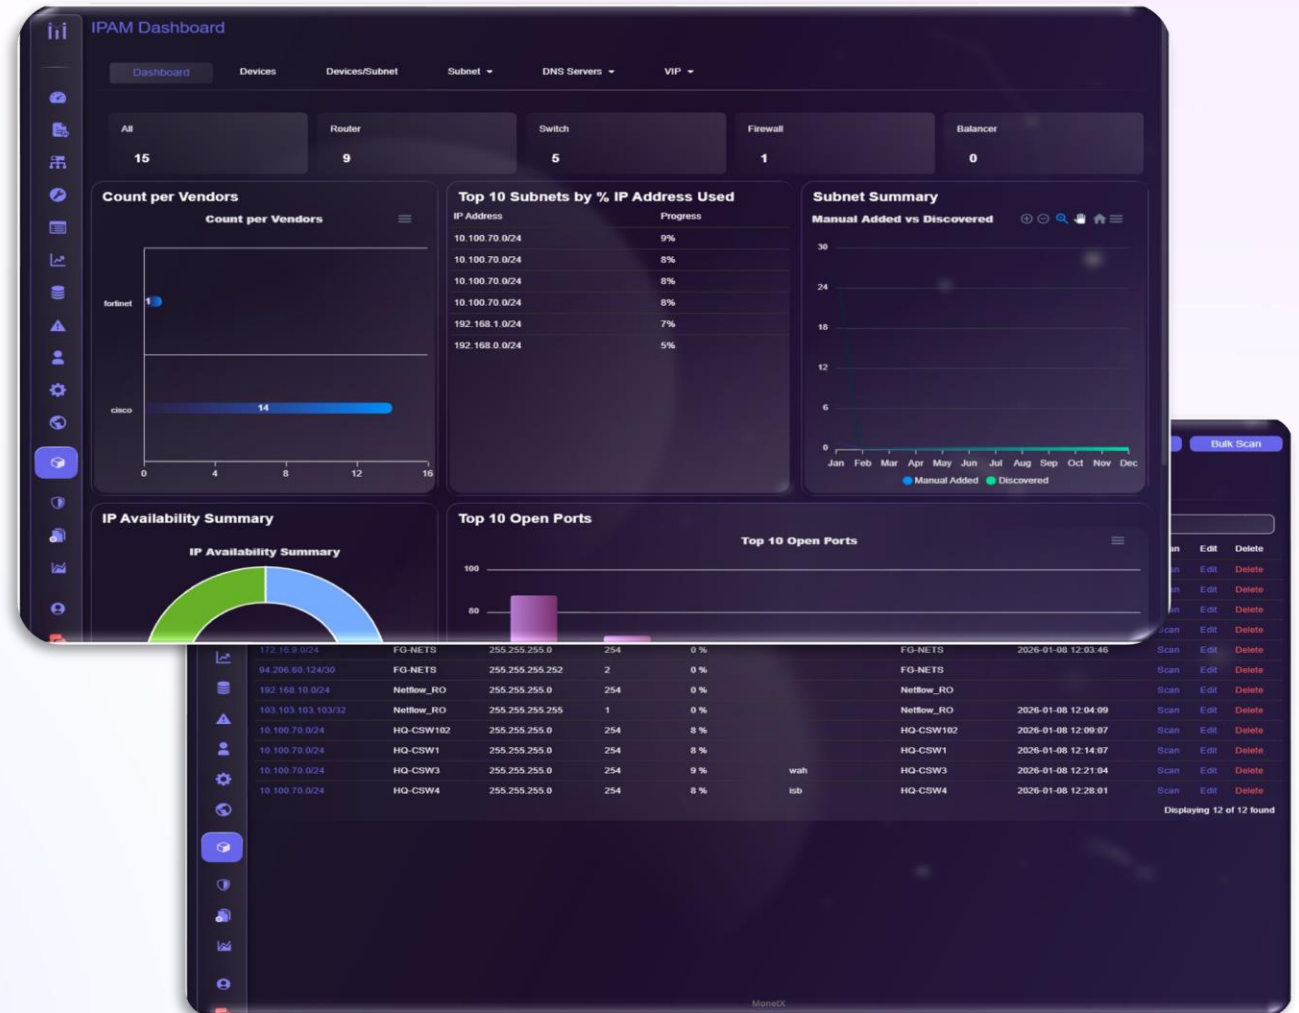 IPAM Dashboard
Dashboard Devices Devices/Subnet Subnet DNS Servers VIP
All Router Switch Firewall Balancer
15 9 5 1 0
Count per Vendors
Count per Vendors
fortinet 1
cisco 14
0 4 8 12 16
Top 10 Subnets by % IP Address Used
IP Address Progress
10.100.70.0/24 9%
10.100.70.0/24 8%
10.100.70.0/24 8%
10.100.70.0/24 8%
192.168.1.0/24 7%
192.168.0.0/24 5%
Subnet Summary
Manual Added vs Discovered
30
24
18
12
6
0
Jan Feb Mar Apr May Jun Jul Aug Sep Oct Nov Dec
Manual Added Discovered
IP Availability Summary
IP Availability Summary
Top 10 Open Ports
Top 10 Open Ports
100
80
Bulk Scan
Edit Delete
Edit Delete
Edit Delete
Edit Delete
Scan Edit Delete
172.16.9.0/24 FG-NETS 255.255.255.0 254 0 % FG-NETS 2026-01-08 12:03:46 Scan Edit Delete
94.206.60.124/30 FG-NETS 255.255.255.252 2 0 % FG-NETS Scan Edit Delete
192.168.10.0/24 Netflow_RO 255.255.255.0 254 0 % Netflow_RO Scan Edit Delete
103.103.103.103/32 Netflow_RO 255.255.255.255 1 0 % Netflow_RO 2026-01-08 12:04:09 Scan Edit Delete
10.100.70.0/24 HQ-CSW102 255.255.255.0 254 8 % HQ-CSW102 2026-01-08 12:09:07 Scan Edit Delete
10.100.70.0/24 HQ-CSW1 255.255.255.0 254 8 % HQ-CSW1 2026-01-08 12:14:07 Scan Edit Delete
10.100.70.0/24 HQ-CSW3 255.255.255.0 254 9 % wah HQ-CSW3 2026-01-08 12:21:04 Scan Edit Delete
10.100.70.0/24 HQ-CSW4 255.255.255.0 254 8 % isb HQ-CSW4 2026-01-08 12:28:01 Scan Edit Delete
Displaying 12 of 12 found
MonetX